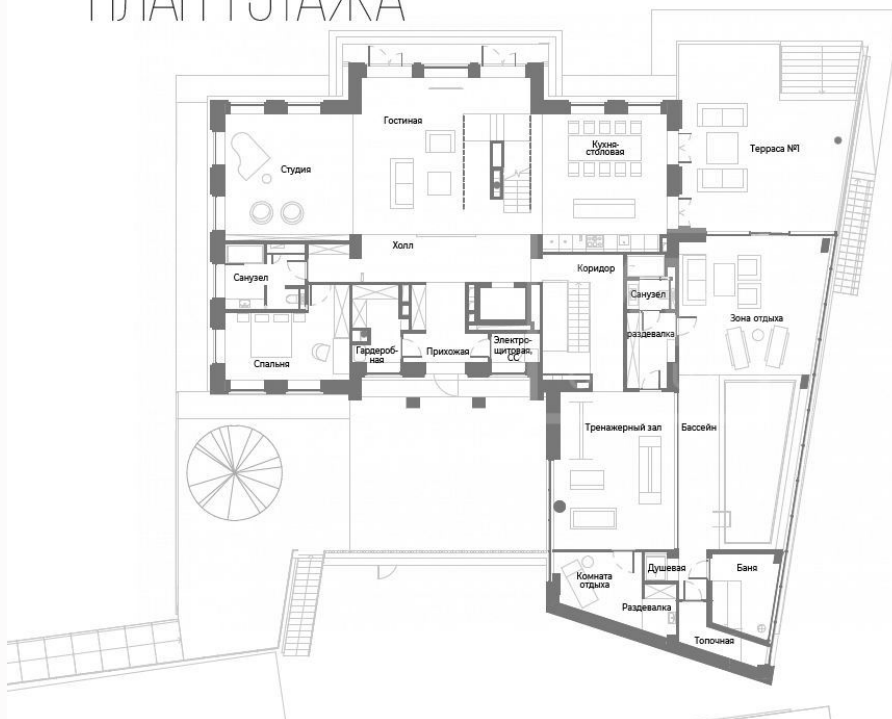 ПЛАН 1 ЭТАЖА
Гостиная
Кухня-
столовая
Терраса №1
Студия
Холл
Коридор
Санузел
Санузел
Зона отдыха
раздевалка
Гардероб-
ная
Прихожая
Электро-
щитовая,
СС
Спальня
Тренажерный зал
Бассейн
Комната
отдыха
Душевая
Баня
Раздевалка
Топочная